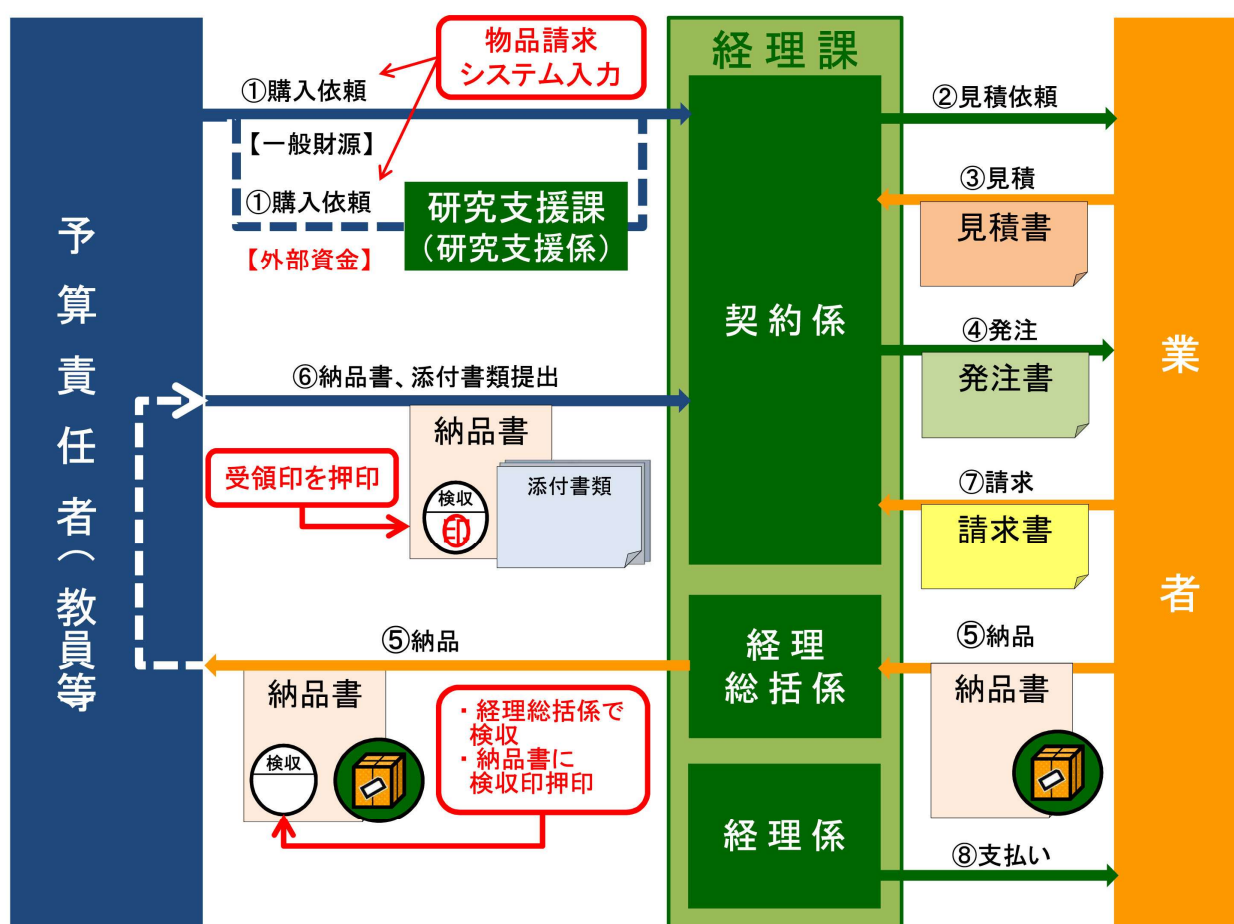 物品請求
システム入力
①購入依頼
【一般財源】
①購入依頼
【外部資金】
研究支援課
（研究支援係）
経理課
契約係
②見積依頼
③見積
見積書
④発注
発注書
⑥納品書、添付書類提出
納品書
受領印を押印
検収
印
添付書類
⑦請求
請求書
⑤納品
納品書
検収
・経理総括係で
検収
・納品書に
検収印押印
経理
総括係
⑤納品
納品書
経理係
⑧支払い
予算責任者（教員等
業者